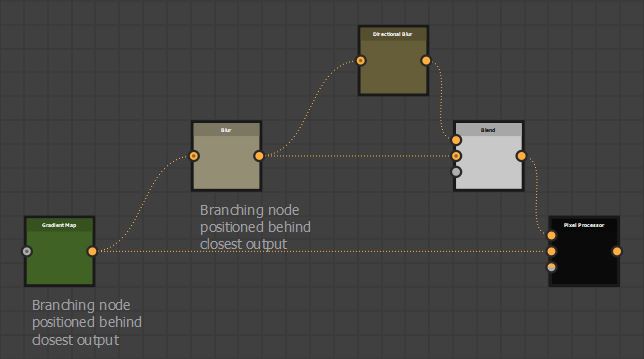 Directional Blur
Blur
Blend
Branching node
positioned behind
closest output
Gradient Map
Pixel Processor
Branching node
positioned behind
closest output